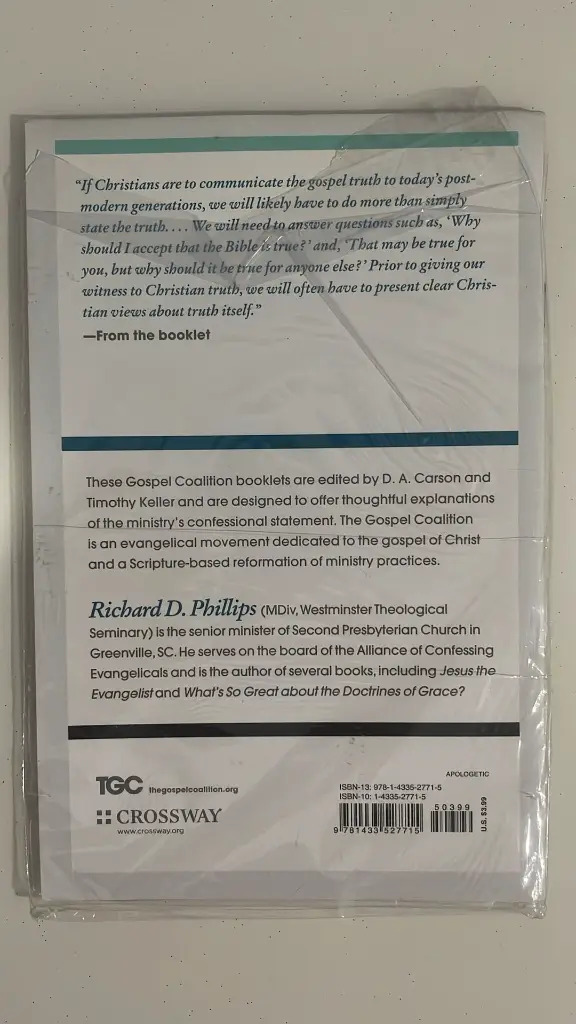 “If Christians are to communicate the gospel truth to today’s post-
modern generations, we will likely have to do more than simply
state the truth. . . . We will need to answer questions such as, ‘Why
should I accept that the Bible is true?’ and, ‘That may be true for
you, but why should it be true for anyone else?’ Prior to giving our
witness to Christian truth, we will often have to present clear Chris-
tian views about truth itself.”
—From the booklet
These Gospel Coalition booklets are edited by D. A. Carson and
Timothy Keller and are designed to offer thoughtful explanations
of the ministry’s confessional statement. The Gospel Coalition
is an evangelical movement dedicated to the gospel of Christ
and a Scripture-based reformation of ministry practices.
Richard D. Phillips (MDiv, Westminster Theological
Seminary) is the senior minister of Second Presbyterian Church in
Greenville, SC. He serves on the board of the Alliance of Confessing
Evangelicals and is the author of several books, including Jesus the
Evangelist and What’s So Great about the Doctrines of Grace?
TGC thegospelcoalition.org
CROSSWAY
www.crossway.org
APOLOGETIC
ISBN-13: 978-1-4335-2771-5
ISBN-10: 1-4335-2771-5
50399
9 781433 527715
U.S. $3.99